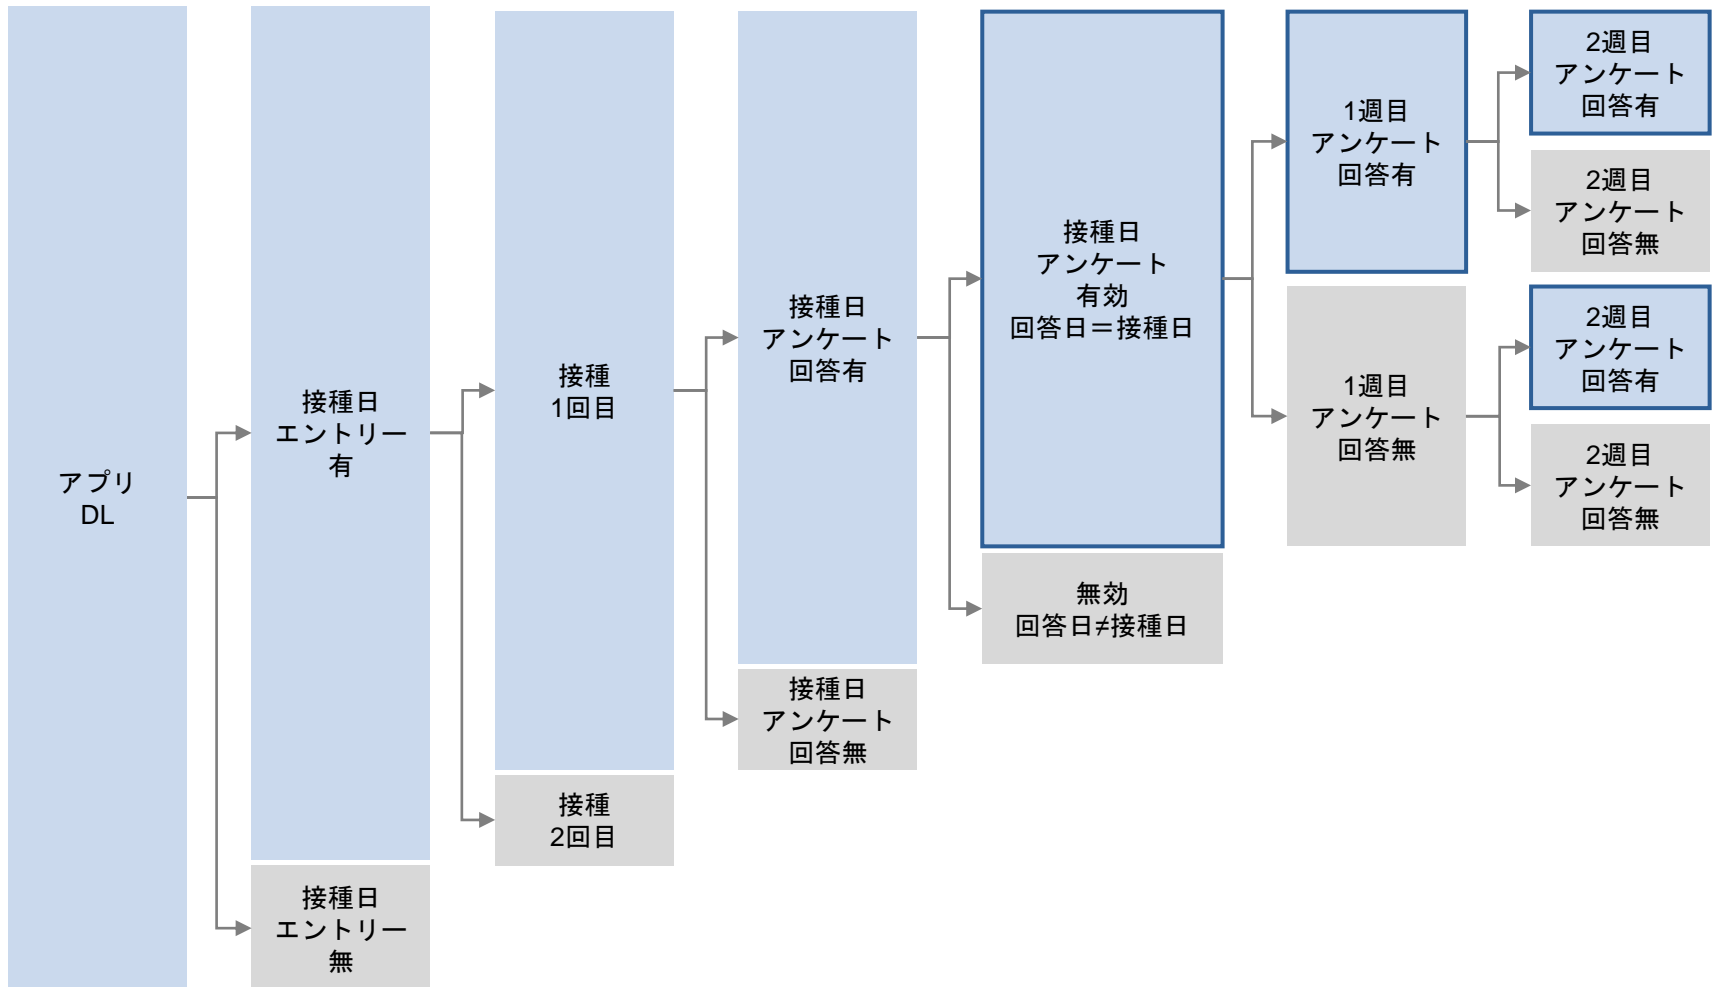 アプリ
DL
接種日
エントリー
有
接種日
エントリー
無
接種
1回目
接種
2回目
接種日
アンケート
回答有
接種日
アンケート
回答無
接種日
アンケート
有効
回答日＝接種日
無効
回答日≠接種日
1週目
アンケート
回答有
1週目
アンケート
回答無
2週目
アンケート
回答有
2週目
アンケート
回答無
2週目
アンケート
回答有
2週目
アンケート
回答無